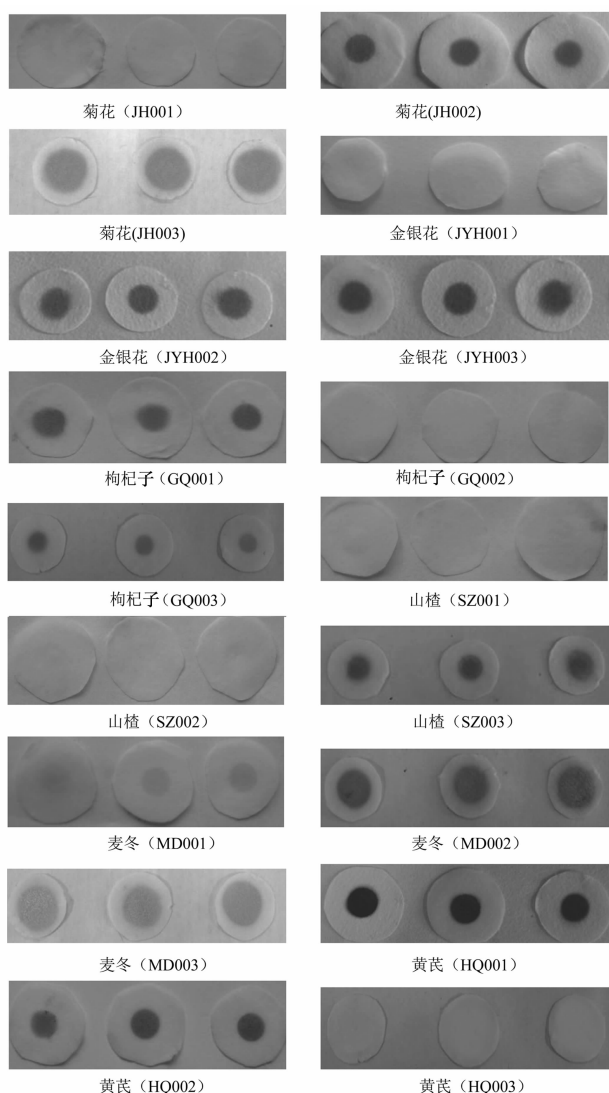 菊花（JH001）
菊花(JH002)
菊花(JH003)
金银花（JYH001）
金银花（JYH002）
金银花（JYH003）
枸杞子（GQ001）
枸杞子（GQ002）
枸杞子（GQ003）
山楂（SZ001）
山楂（SZ002）
山楂（SZ003）
麦冬（MD001）
麦冬（MD002）
麦冬（MD003）
黄芪（HQ001）
黄芪（HQ002）
黄芪（HQ003）